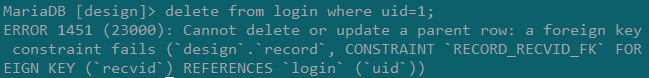 MariaDB [design]> delete from login where uid=1;
ERROR 1451 (23000): Cannot delete or update a parent row: a foreign key
 constraint fails (`design`.`record`, CONSTRAINT `RECORD_RECVID_FK` FOR
EIGN KEY (`recvid`) REFERENCES `login` (`uid`))